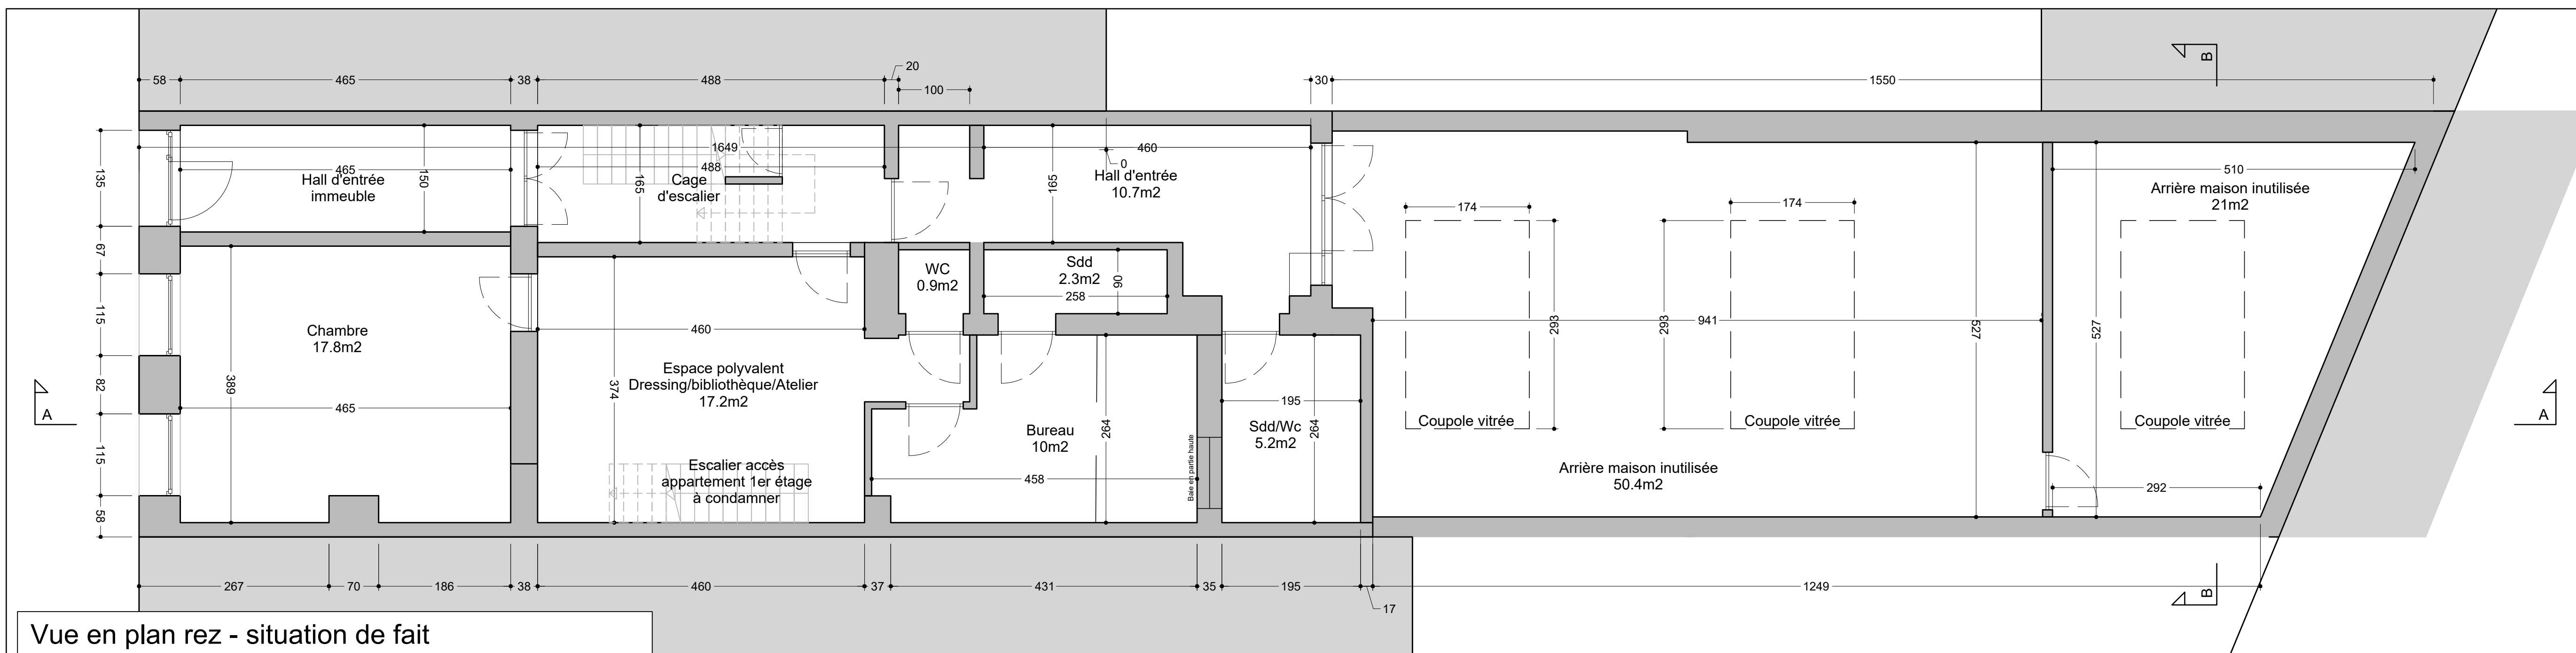 20
58
465
38
488
100
30
1550
B
1649
460
0
465
488
135
Hall d'entrée
immeuble
150
165
Cage
d'escalier
165
Hall d'entrée
10.7m2
510
Arrière maison inutilisée
21m2
174
174
67
WC
0.9m2
Sdd
2.3m2
90
258
115
Chambre
17.8m2
460
293
293
941
527
527
82
389
374
Espace polyvalent
Dressing/bibliothèque/Atelier
17.2m2
465
195
A
A
Bureau
10m2
264
Sdd/Wc
5.2m2
264
Coupole vitrée
Coupole vitrée
Coupole vitrée
115
Escalier accès
appartement 1er étage
à condamner
458
Baie en partie haute
Arrière maison inutilisée
50.4m2
292
58
267
70
186
38
460
37
431
35
195
17
1249
B
Vue en plan rez - situation de fait